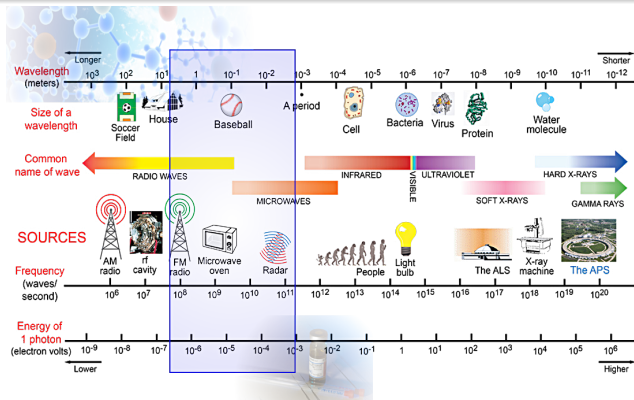 Longer
Shorter
Wavelength
(meters)
10³ 10² 10¹ 1 10⁻¹ 10⁻² 10⁻³ 10⁻⁴ 10⁻⁵ 10⁻⁶ 10⁻⁷ 10⁻⁸ 10⁻⁹ 10⁻¹⁰ 10⁻¹¹ 10⁻¹²
Size of a
wavelength
Soccer
Field
House
Baseball
A period
Cell
Bacteria
Virus
Protein
Water
molecule
Common
name of wave
RADIO WAVES
MICROWAVES
INFRARED
VISIBLE
ULTRAVIOLET
SOFT X-RAYS
HARD X-RAYS
GAMMA RAYS
SOURCES
AM
radio
rf
cavity
FM
radio
Microwave
oven
Radar
People
Light
bulb
The ALS
X-ray
machine
The APS
Frequency
(waves/
second)
10⁶ 10⁷ 10⁸ 10⁹ 10¹⁰ 10¹¹ 10¹² 10¹³ 10¹⁴ 10¹⁵ 10¹⁶ 10¹⁷ 10¹⁸ 10¹⁹ 10²⁰
Energy of
1 photon
(electron volts)
10⁻⁹ 10⁻⁸ 10⁻⁷ 10⁻⁶ 10⁻⁵ 10⁻⁴ 10⁻³ 10⁻² 10⁻¹ 1 10¹ 10² 10³ 10⁴ 10⁵ 10⁶
Lower
Higher